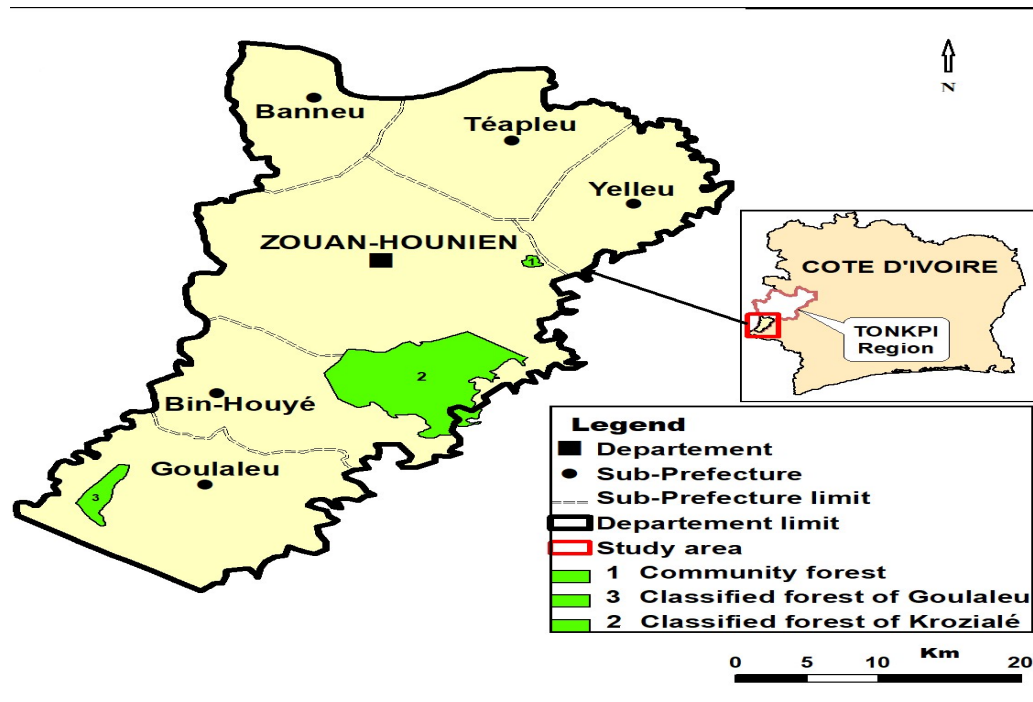 N
Banneu
Téapleu
Yelleu
ZOUAN-HOUNIEN
1
COTE D'IVOIRE
TONKPI
Region
2
Bin-Houyé
Goulaleu
3
Legend
Departement
Sub-Prefecture
Sub-Prefecture limit
Departement limit
Study area
1 Community forest
3 Classified forest of Goulaleu
2 Classified forest of Krozialé
Km
0 5 10 20